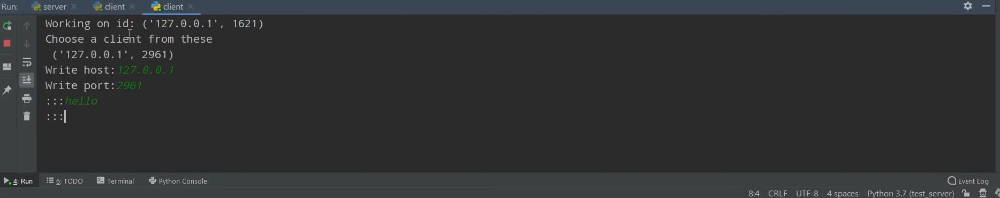 Run: server client client
Working on id: ('127.0.0.1', 1621)
Choose a client from these
('127.0.0.1', 2961)
Write host:127.0.0.1
Write port:2961
:::hello
:::
4: Run 6: TODO Terminal Python Console Event Log
8:4 CRLF UTF-8 4 spaces Python 3.7 (test_server)